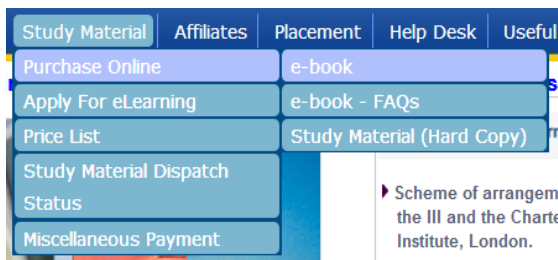 Study Material
Affiliates
Placement
Help Desk
Useful
Purchase Online
e-book
Apply For eLearning
e-book - FAQs
Price List
Study Material (Hard Copy)
Study Material Dispatch
Status
Miscellaneous Payment
Scheme of arrangem
the III and the Charte
Institute, London.